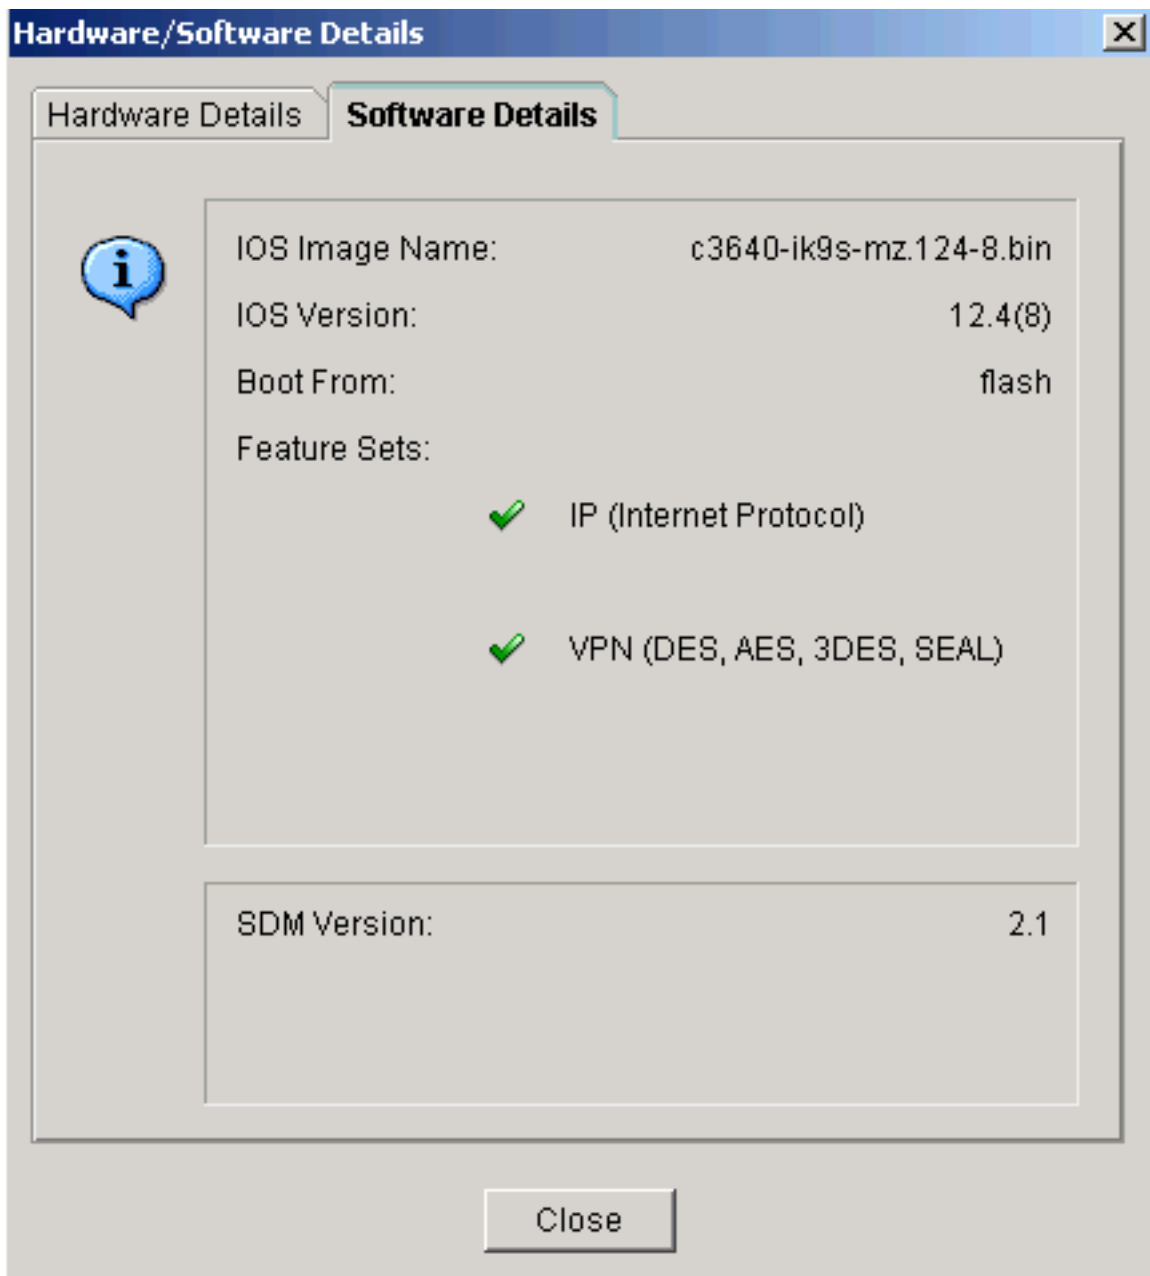 Hardware/Software Details
Hardware Details Software Details
IOS Image Name: c3640-ik9s-mz.124-8.bin
IOS Version: 12.4(8)
Boot From: flash
Feature Sets:
IP (Internet Protocol)
VPN (DES, AES, 3DES, SEAL)
SDM Version: 2.1
Close